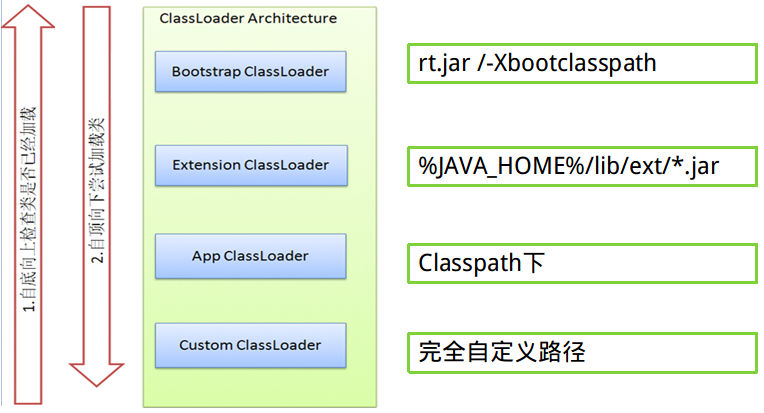 ClassLoader Architecture
Bootstrap ClassLoader
rt.jar /-Xbootclasspath
Extension ClassLoader
%JAVA_HOME%/lib/ext/*.jar
App ClassLoader
Classpath下
Custom ClassLoader
完全自定义路径
1.自底向上检查类是否已经加载
2.自顶向下尝试加载类